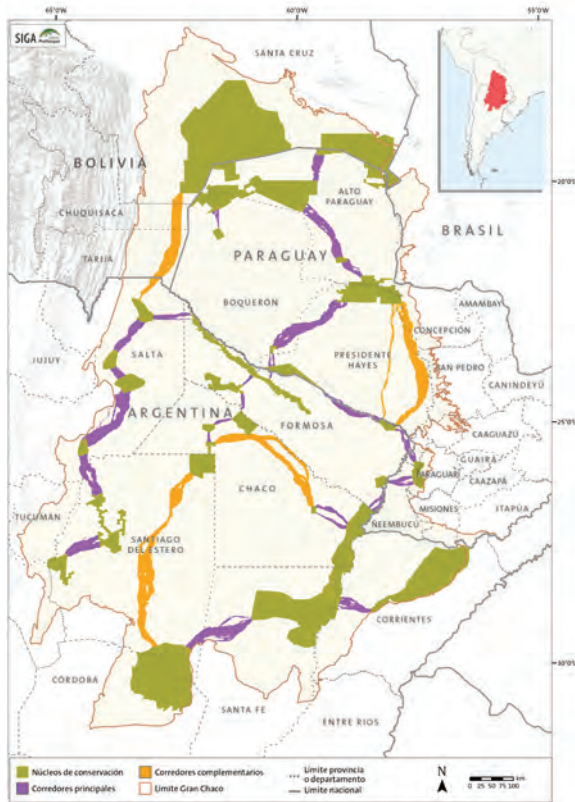 65°0'W
60°0'W
55°0'W
SIGA
SANTA CRUZ
BOLIVIA
20°0'S
CHUQUISACA
ALTO
PARAGUAY
BRASIL
TARIJA
PARAGUAY
BOQUERÓN
AMAMBAY
CONCEPCIÓN
JUJUY
SALTA
PRESIDENTE
HAYES
SAN PEDRO
CANINDEYÚ
ARGENTINA
FORMOSA
25°0'S
CAAGUAZÚ
GUAIRÁ
CHACO
PARAGUARÍ
CAAZAPÁ
TUCUMÁN
MISIONES
ITAPÚA
ÑEEMBUCÚ
SANTIAGO
DEL ESTERO
CORRIENTES
30°0'S
CÓRDOBA
SANTA FE
ENTRE RIOS
Núcleos de conservación
Corredores complementarios
Límite provincia
o departamento
N
0 25 50 75 100
km
Corredores principales
Límite Gran Chaco
Límite nacional